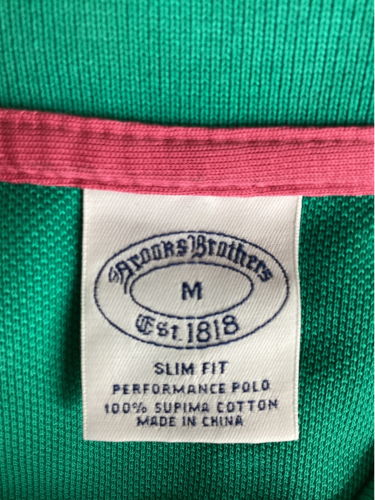 Brooks Brothers
M
Est. 1818
SLIM FIT
PERFORMANCE POLO
100% SUPIMA COTTON
MADE IN CHINA